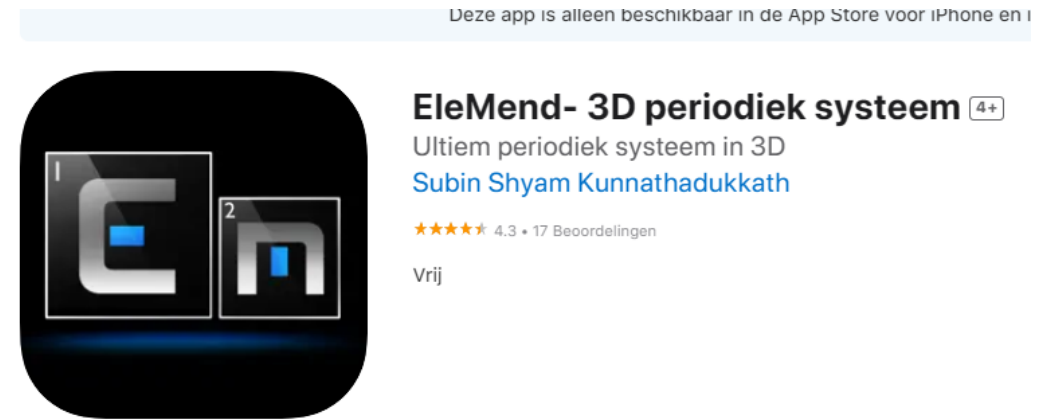 Deze app is alleen beschikbaar in de App Store voor iPhone en i
EleMend- 3D periodiek systeem 4+
Ultiem periodiek systeem in 3D
Subin Shyam Kunnathadukkath
4.3 • 17 Beoordelingen
Vrij
1
E
2
m